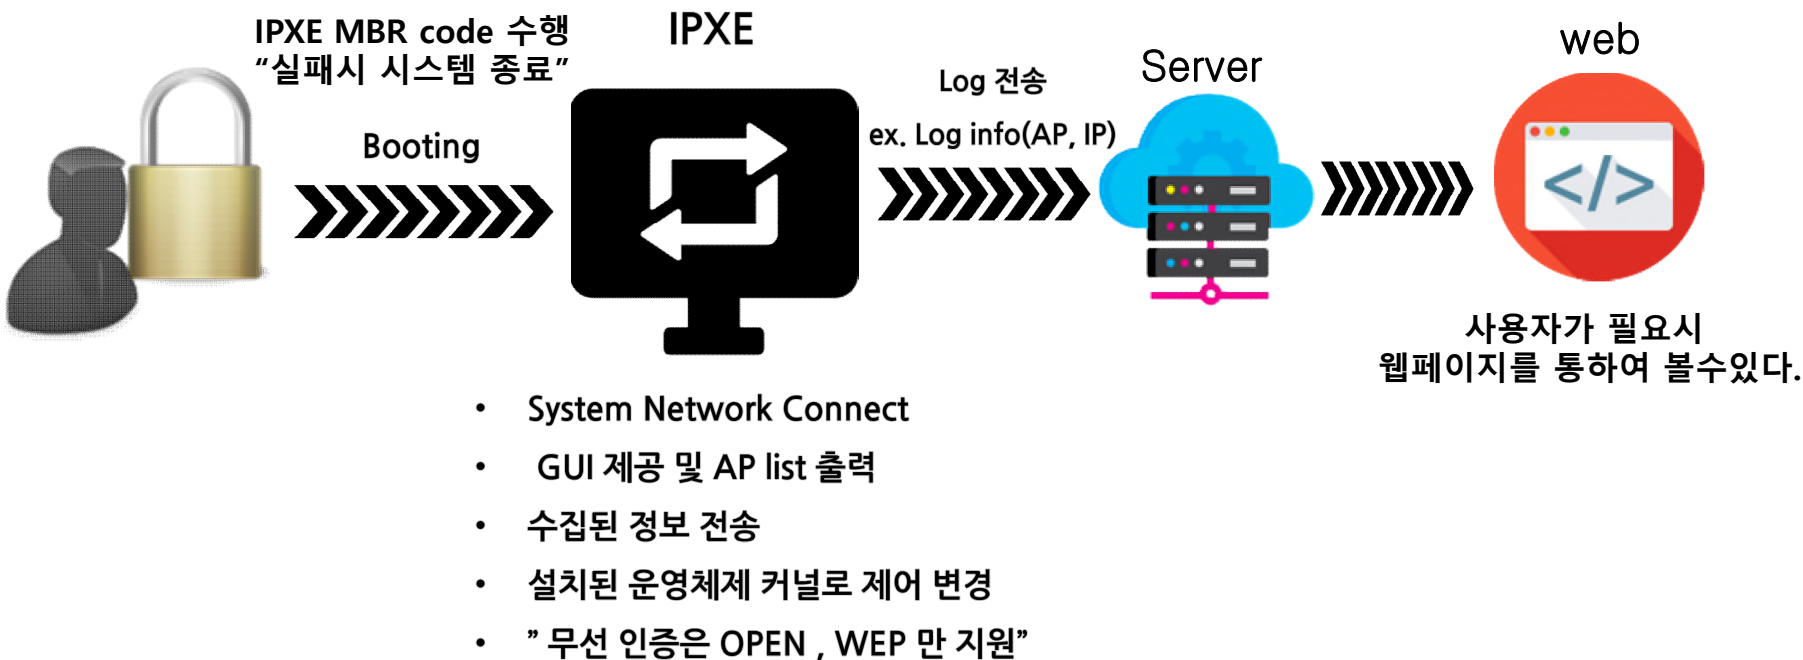 IPXE MBR code 수행
“실패시 시스템 종료”
Booting
IPXE
Log 전송
ex. Log info(AP, IP)
Server
web
</>
사용자가 필요시
웹페이지를 통하여 볼수있다.
• System Network Connect
• GUI 제공 및 AP list 출력
• 수집된 정보 전송
• 설치된 운영체제 커널로 제어 변경
• ” 무선 인증은 OPEN , WEP 만 지원”